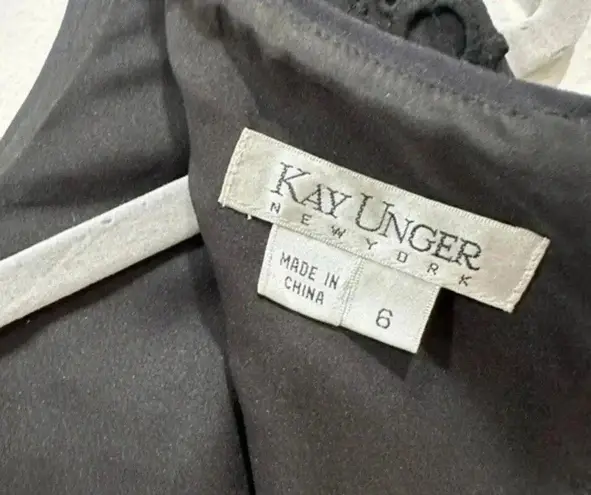 KAY UNGER
NEW YORK
MADE IN
CHINA
6